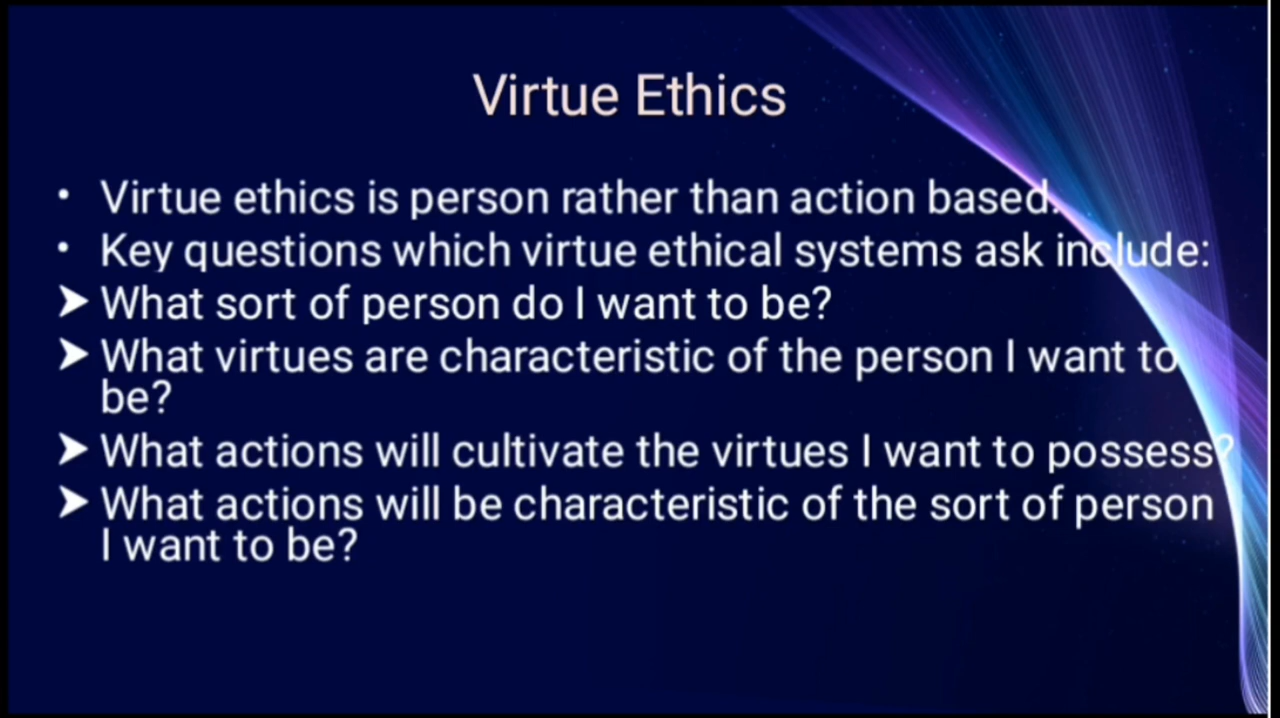 Virtue Ethics
• Virtue ethics is person rather than action based.
• Key questions which virtue ethical systems ask include:
➤ What sort of person do I want to be?
➤ What virtues are characteristic of the person I want to
be?
➤ What actions will cultivate the virtues I want to possess?
➤ What actions will be characteristic of the sort of person
I want to be?